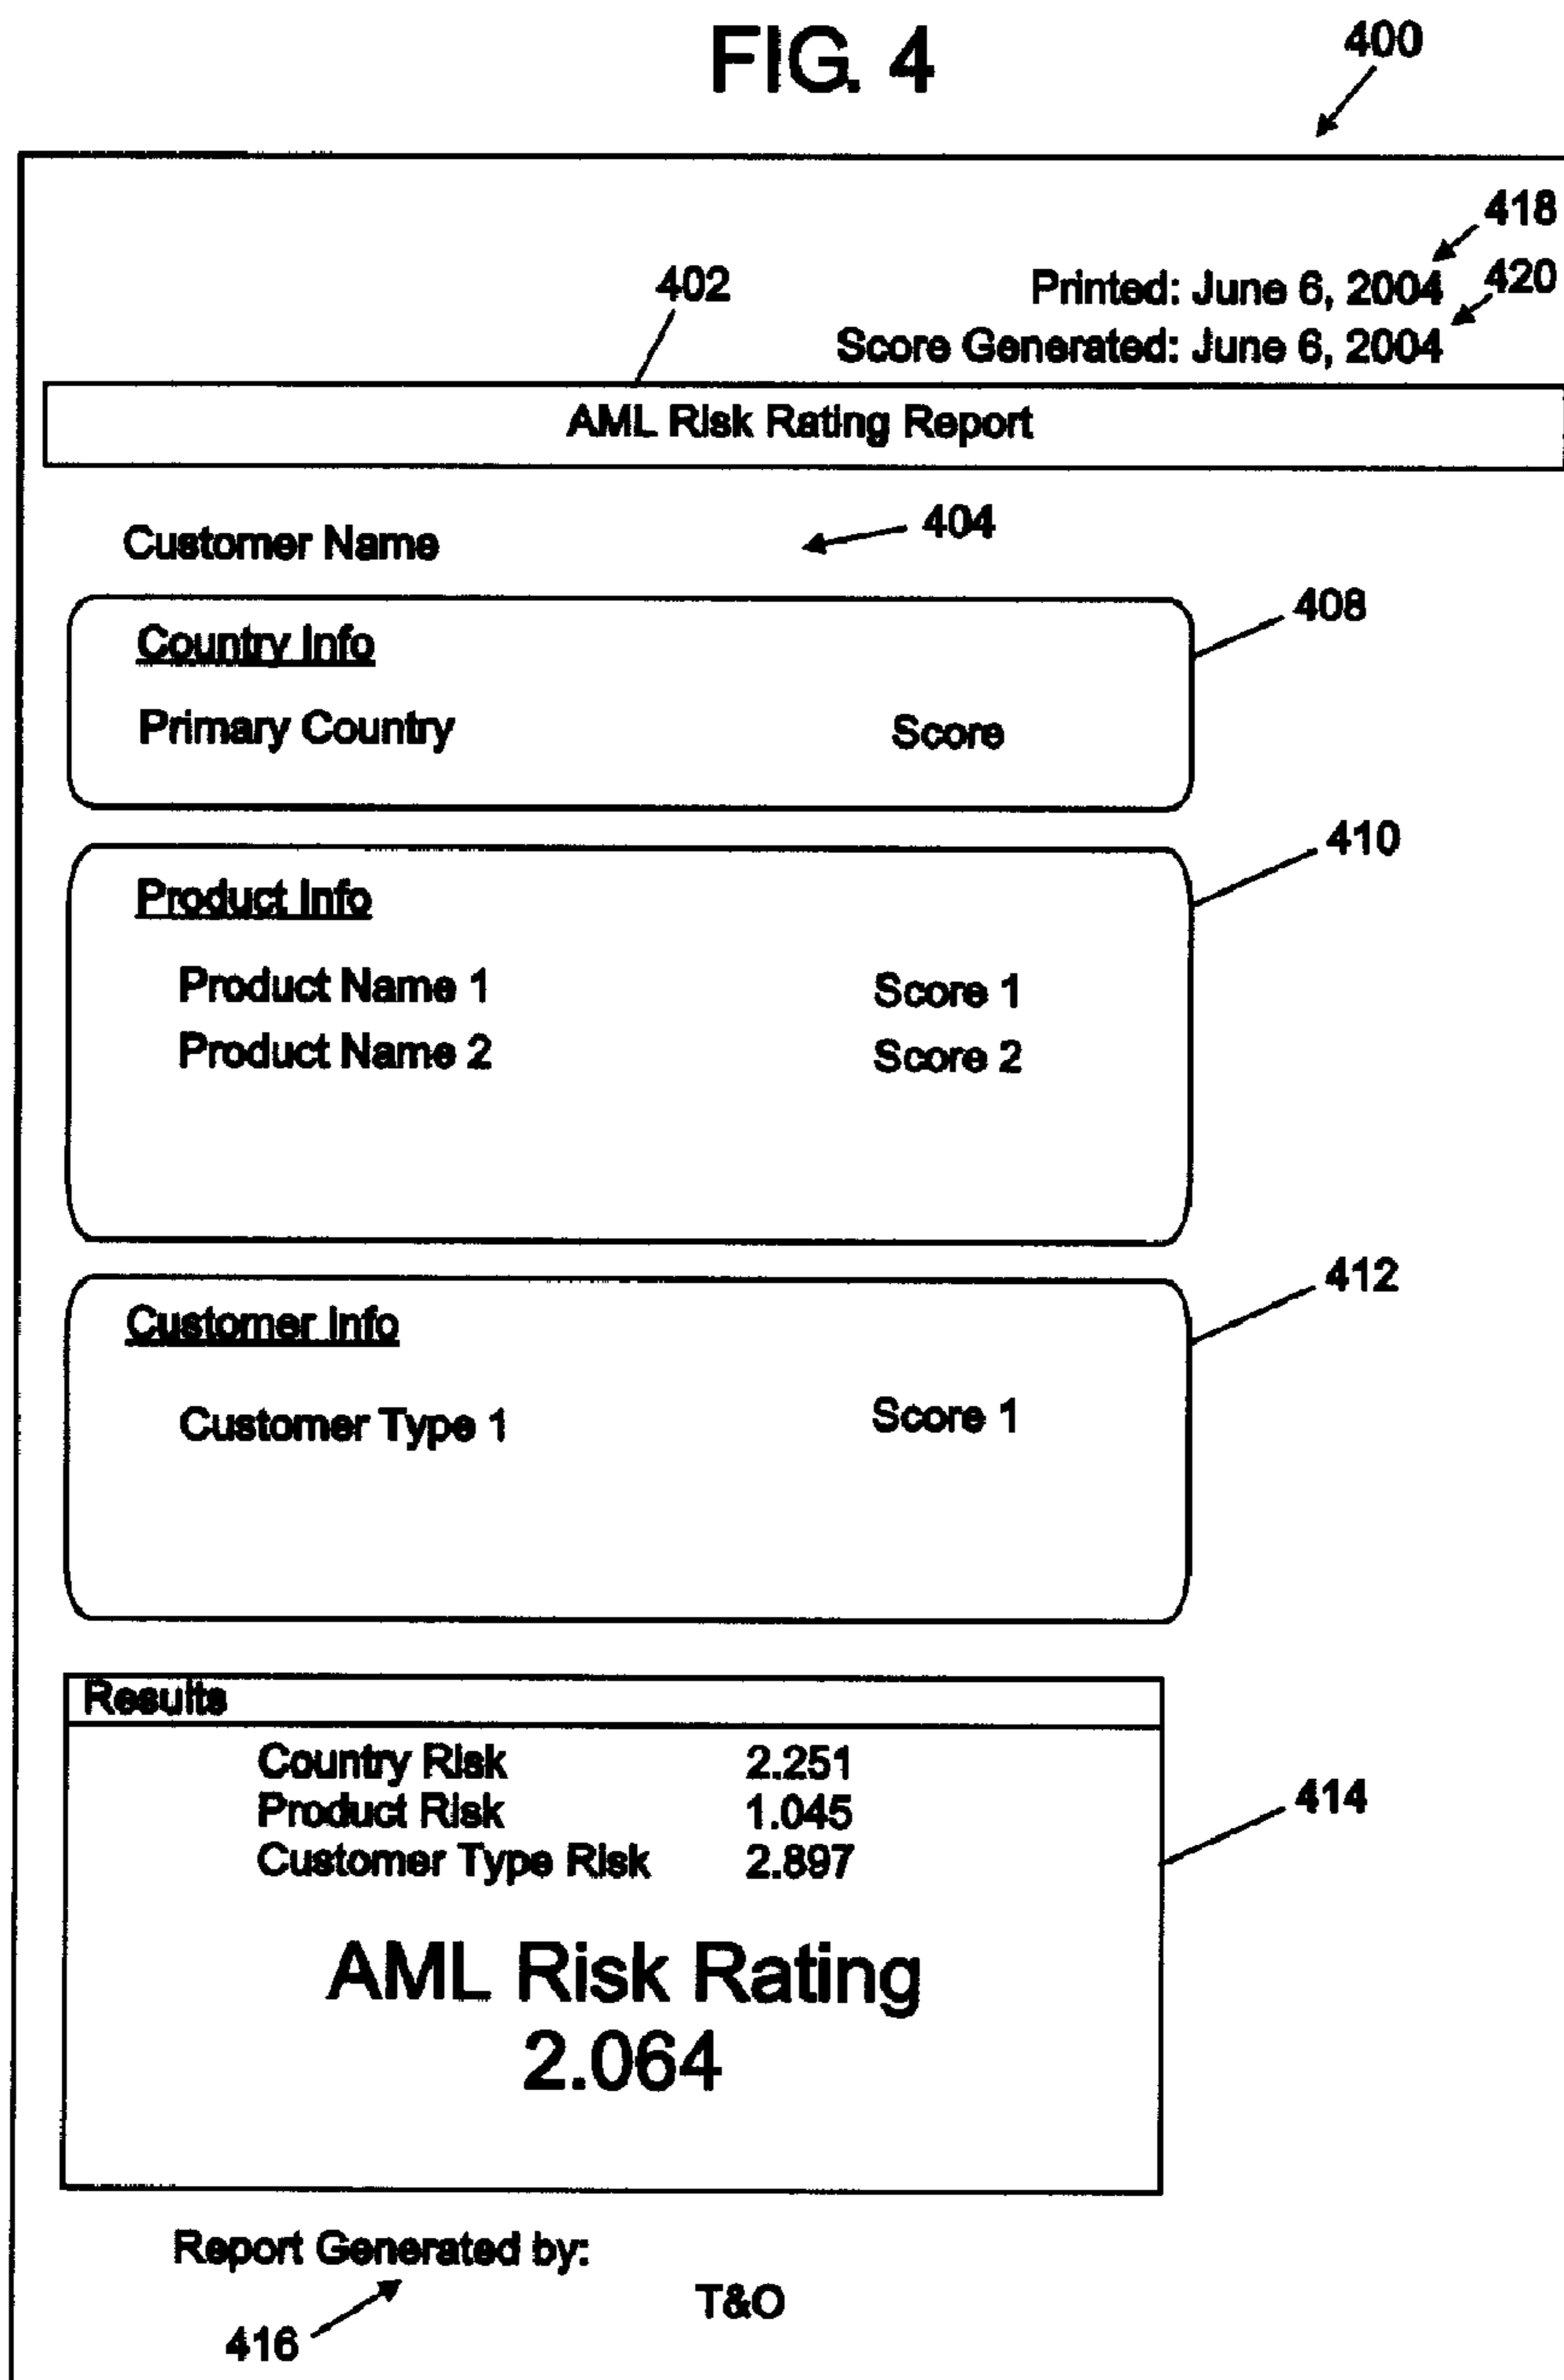 FIG. 4
400
418
402
Printed: June 6, 2004
420
Score Generated: June 6, 2004
AML Risk Rating Report
Customer Name
404
408
Country Info
Primary Country Score
410
Product Info
Product Name 1 Score 1
Product Name 2 Score 2
412
Customer Info
Customer Type 1 Score 1
Results
Country Risk 2.251
Product Risk 1.045
414
Customer Type Risk 2.897
AML Risk Rating
2.064
Report Generated by:
T&O
416